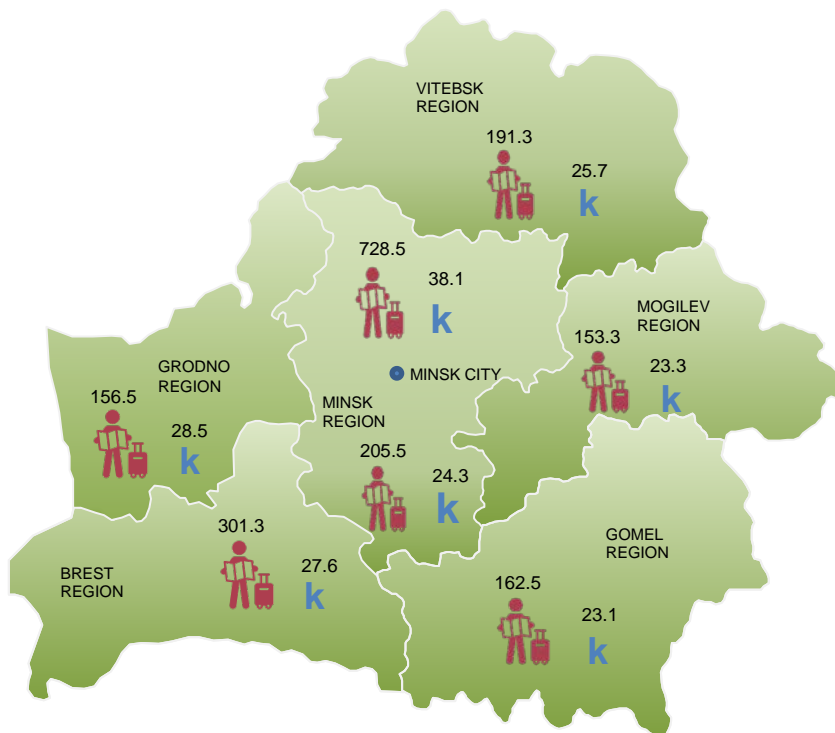 VITEBSK
REGION
191.3
25.7
k
728.5
38.1
k
MINSK CITY
MOGILEV
REGION
153.3
23.3
k
GRODNO
REGION
156.5
28.5
k
MINSK
REGION
205.5
24.3
k
BREST
REGION
301.3
27.6
k
GOMEL
REGION
162.5
23.1
k